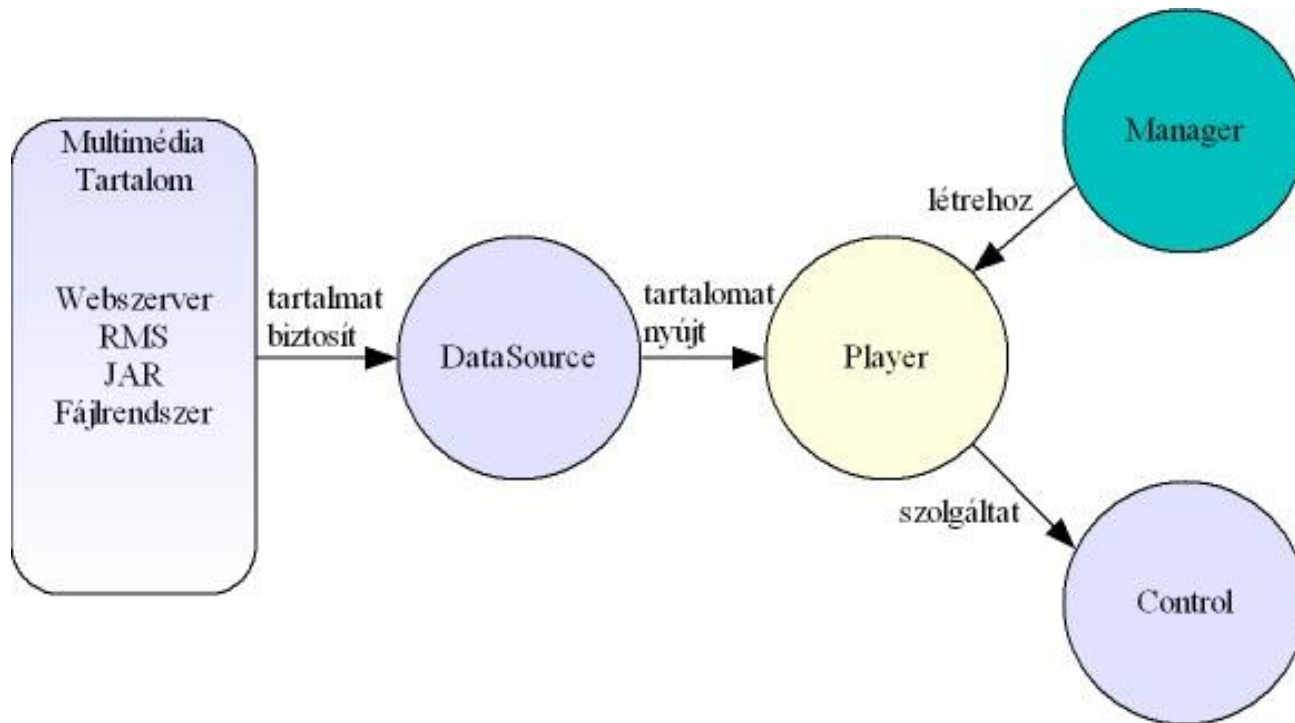 Multimédia
Tartalom
Webszerver
RMS
JAR
Fájlrendszer
tartalmat
biztosít
DataSource
tartalomat
nyújt
Player
létrehoz
Manager
szolgáltat
Control